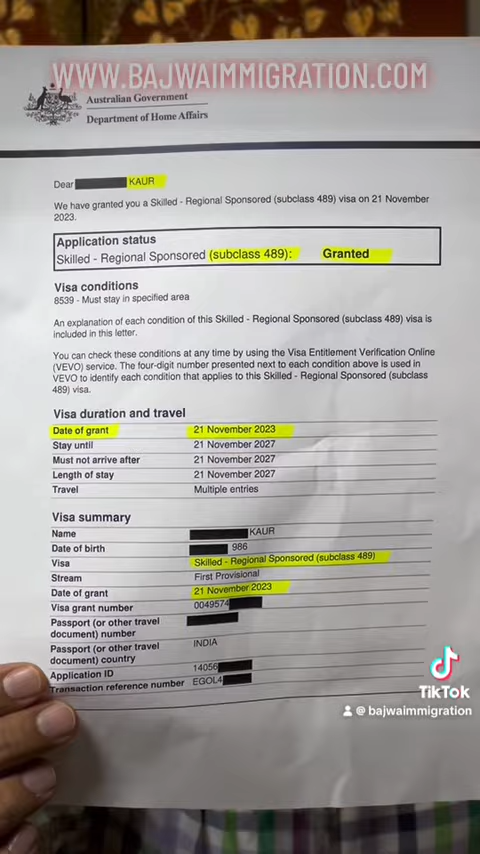 WWW.BAJWAIMMIGRATION.COM
Australian Government
Department of Home Affairs
Dear KAUR
We have granted you a Skilled - Regional Sponsored (subclass 489) visa on 21 November
2023.
Application status
Skilled - Regional Sponsored (subclass 489): Granted
Visa conditions
8539 - Must stay in specified area
An explanation of each condition of this Skilled - Regional Sponsored (subclass 489) visa is
included in this letter.
You can check these conditions at any time by using the Visa Entitlement Verification Online
(VEVO) service. The four-digit number presented next to each condition above is used in
VEVO to identify each condition that applies to this Skilled - Regional Sponsored (subclass
489) visa.
Visa duration and travel
Date of grant 21 November 2023
Stay until 21 November 2027
Must not arrive after 21 November 2027
Length of stay 21 November 2027
Travel Multiple entries
Visa summary
Name KAUR
Date of birth 986
Visa Skilled - Regional Sponsored (subclass 489)
Stream First Provisional
Date of grant 21 November 2023
Visa grant number 0049574
Passport (or other travel
document) number
Passport (or other travel
document) country INDIA
Application ID 14056
Transaction reference number EGOL4
TikTok
@ bajwaimmigration